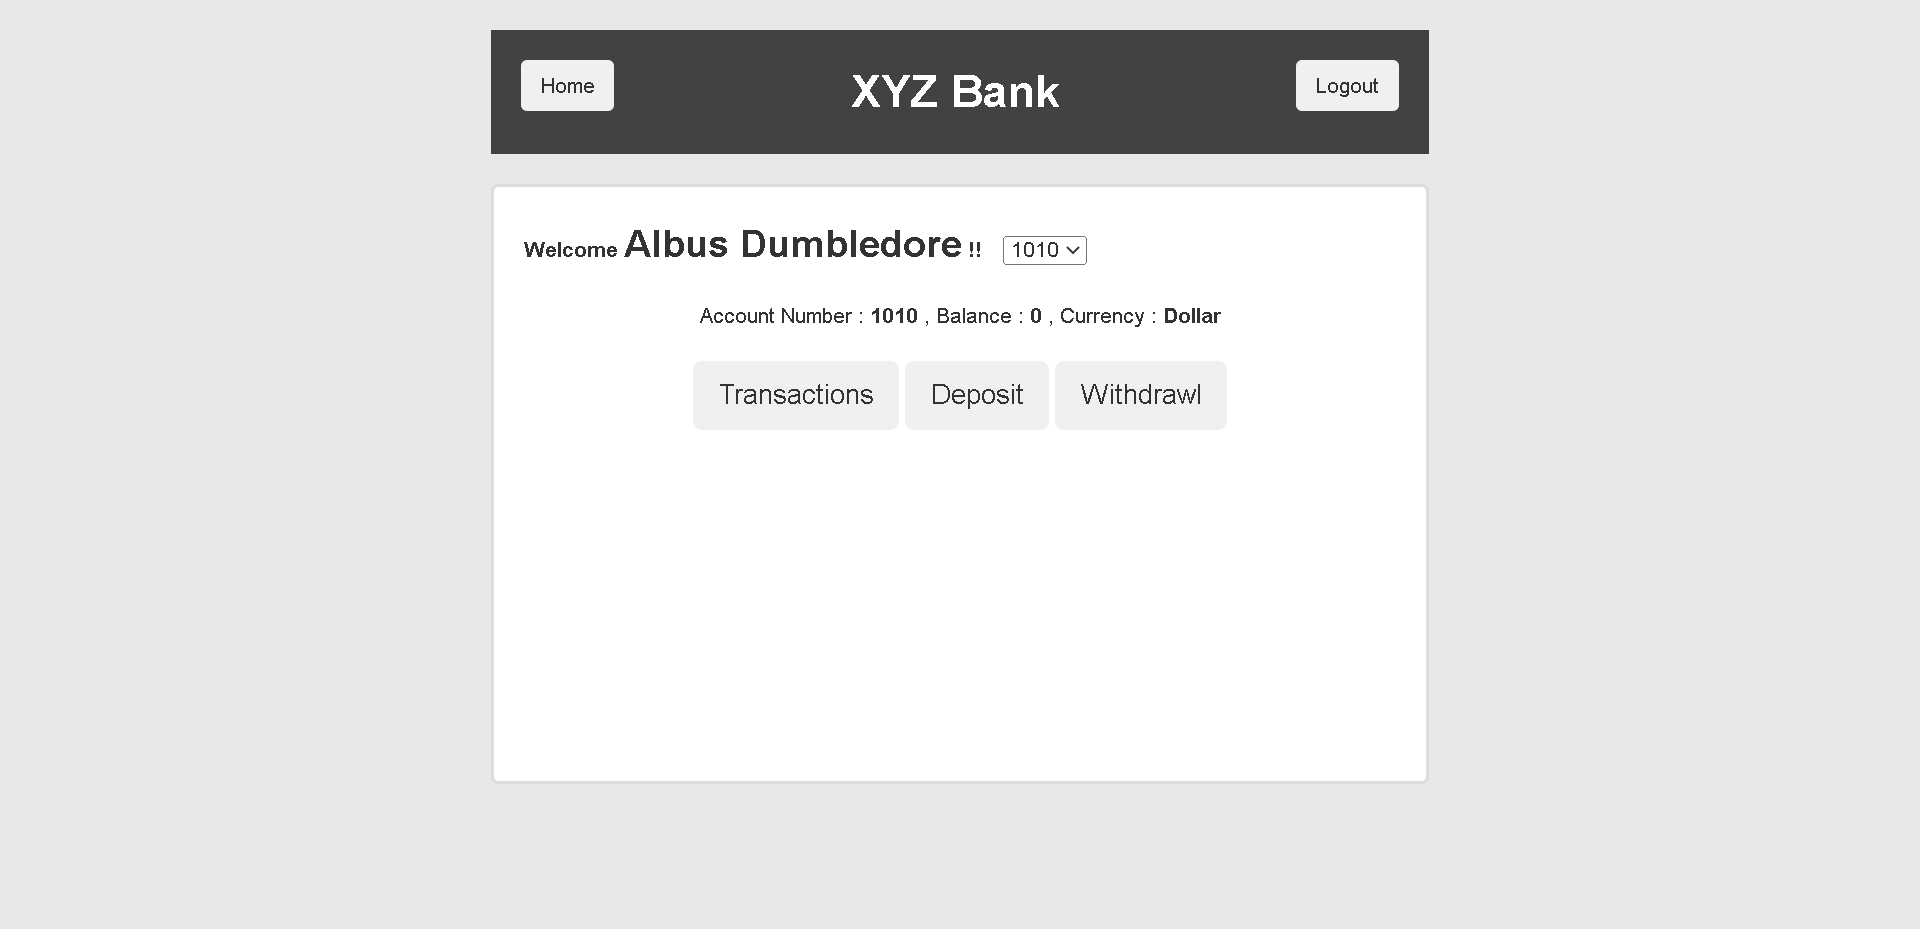 Home XYZ Bank Logout
Welcome Albus Dumbledore !! 1010
Account Number : 1010 , Balance : 0 , Currency : Dollar
Transactions Deposit Withdrawl